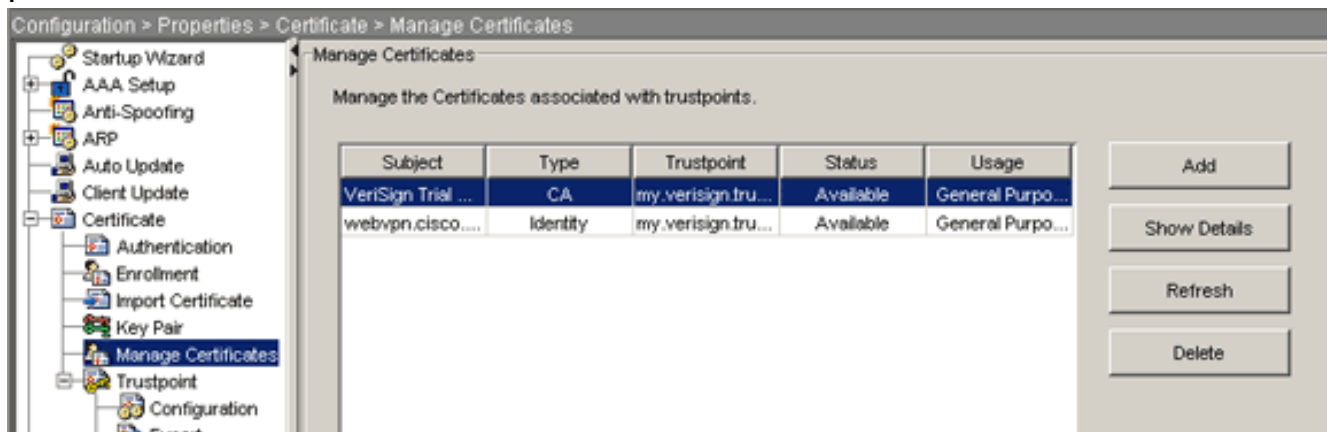 Configuration > Properties > Certificate > Manage Certificates
Startup Wizard
AAA Setup
Anti-Spoofing
ARP
Auto Update
Client Update
Certificate
Authentication
Enrollment
Import Certificate
Key Pair
Manage Certificates
Trustpoint
Configuration
Manage Certificates
Manage the Certificates associated with trustpoints.
Subject Type Trustpoint Status Usage
VeriSign Trial ... CA my.verisign.tru... Available General Purpo...
webvpn.cisco.... Identity my.verisign.tru... Available General Purpo...
Add
Show Details
Refresh
Delete